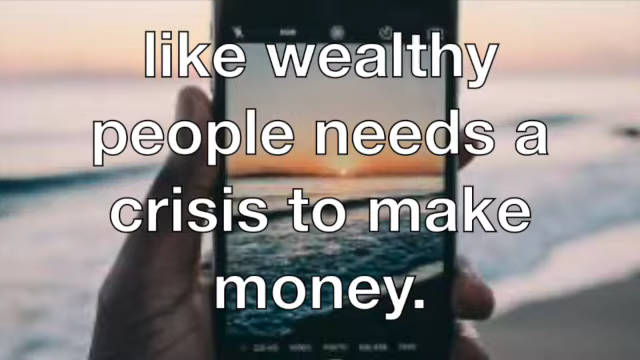 like wealthy
people needs a
crisis to make
money.